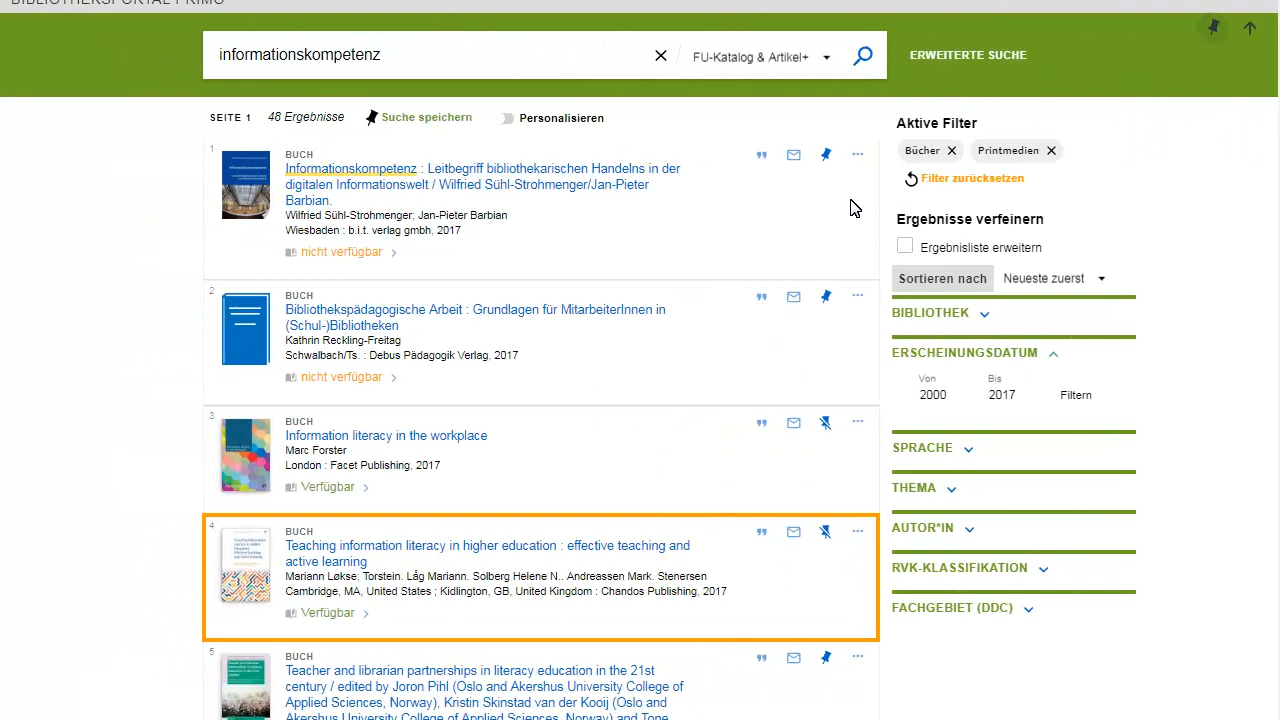 BIBLIOTHEKSPORTAL PRIMO
informationskompetenz
FU-Katalog & Artikel+
ERWEITERTE SUCHE
SEITE 1
48 Ergebnisse
Suche speichern
Personalisieren
1
BUCH
Informationskompetenz : Leitbegriff bibliothekarischen Handelns in der
digitalen Informationswelt / Wilfried Sühl-Strohmenger/Jan-Pieter
Barbian.
Wilfried Sühl-Strohmenger; Jan-Pieter Barbian
Wiesbaden : b.i.t. verlag gmbh, 2017
nicht verfügbar
2
BUCH
Bibliothekspädagogische Arbeit : Grundlagen für MitarbeiterInnen in
(Schul-)Bibliotheken
Kathrin Reckling-Freitag
Schwalbach/Ts. : Debus Pädagogik Verlag, 2017
nicht verfügbar
3
BUCH
Information literacy in the workplace
Marc Forster
London : Facet Publishing, 2017
Verfügbar
4
BUCH
Teaching information literacy in higher education : effective teaching and
active learning
Mariann Løkse, Torstein. Låg Mariann. Solberg Helene N.. Andreassen Mark. Stenersen
Cambridge, MA, United States ; Kidlington, GB, United Kingdom : Chandos Publishing, 2017
Verfügbar
5
BUCH
Teacher and librarian partnerships in literacy education in the 21st
century / edited by Joron Pihl (Oslo and Akershus University College of
Applied Sciences, Norway), Kristin Skinstad van der Kooij (Oslo and
Akershus University College of Applied Sciences, Norway) and Tone
Aktive Filter
Bücher
Printmedien
Filter zurücksetzen
Ergebnisse verfeinern
Ergebnisliste erweitern
Sortieren nach
Neueste zuerst
BIBLIOTHEK
ERSCHEINUNGSDATUM
Von
Bis
2000
2017
Filtern
SPRACHE
THEMA
AUTOR*IN
RVK-KLASSIFIKATION
FACHGEBIET (DDC)